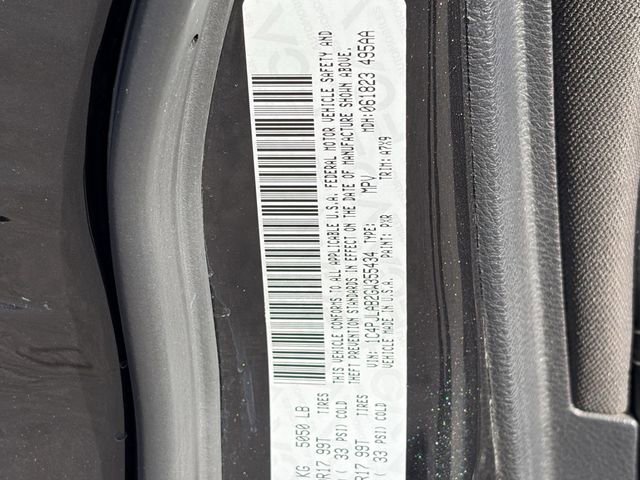 KG 5050 LB
TIRES
R17 99T
( 33 PSI) COLD
TIRES
R17 99T
( 33 PSI) COLD
THIS VEHICLE CONFORMS TO ALL APPLICABLE U.S.A. FEDERAL MOTOR VEHICLE SAFETY AND
THEFT PREVENTION STANDARDS IN EFFECT ON THE DATE OF MANUFACTURE SHOWN ABOVE.
VIN: 1C4PJLAB2GW355434 TYPE: MPV MDH: 061823 495AA
VEHICLE MADE IN U.S.A. PAINT: PXR TRIM: A7X9